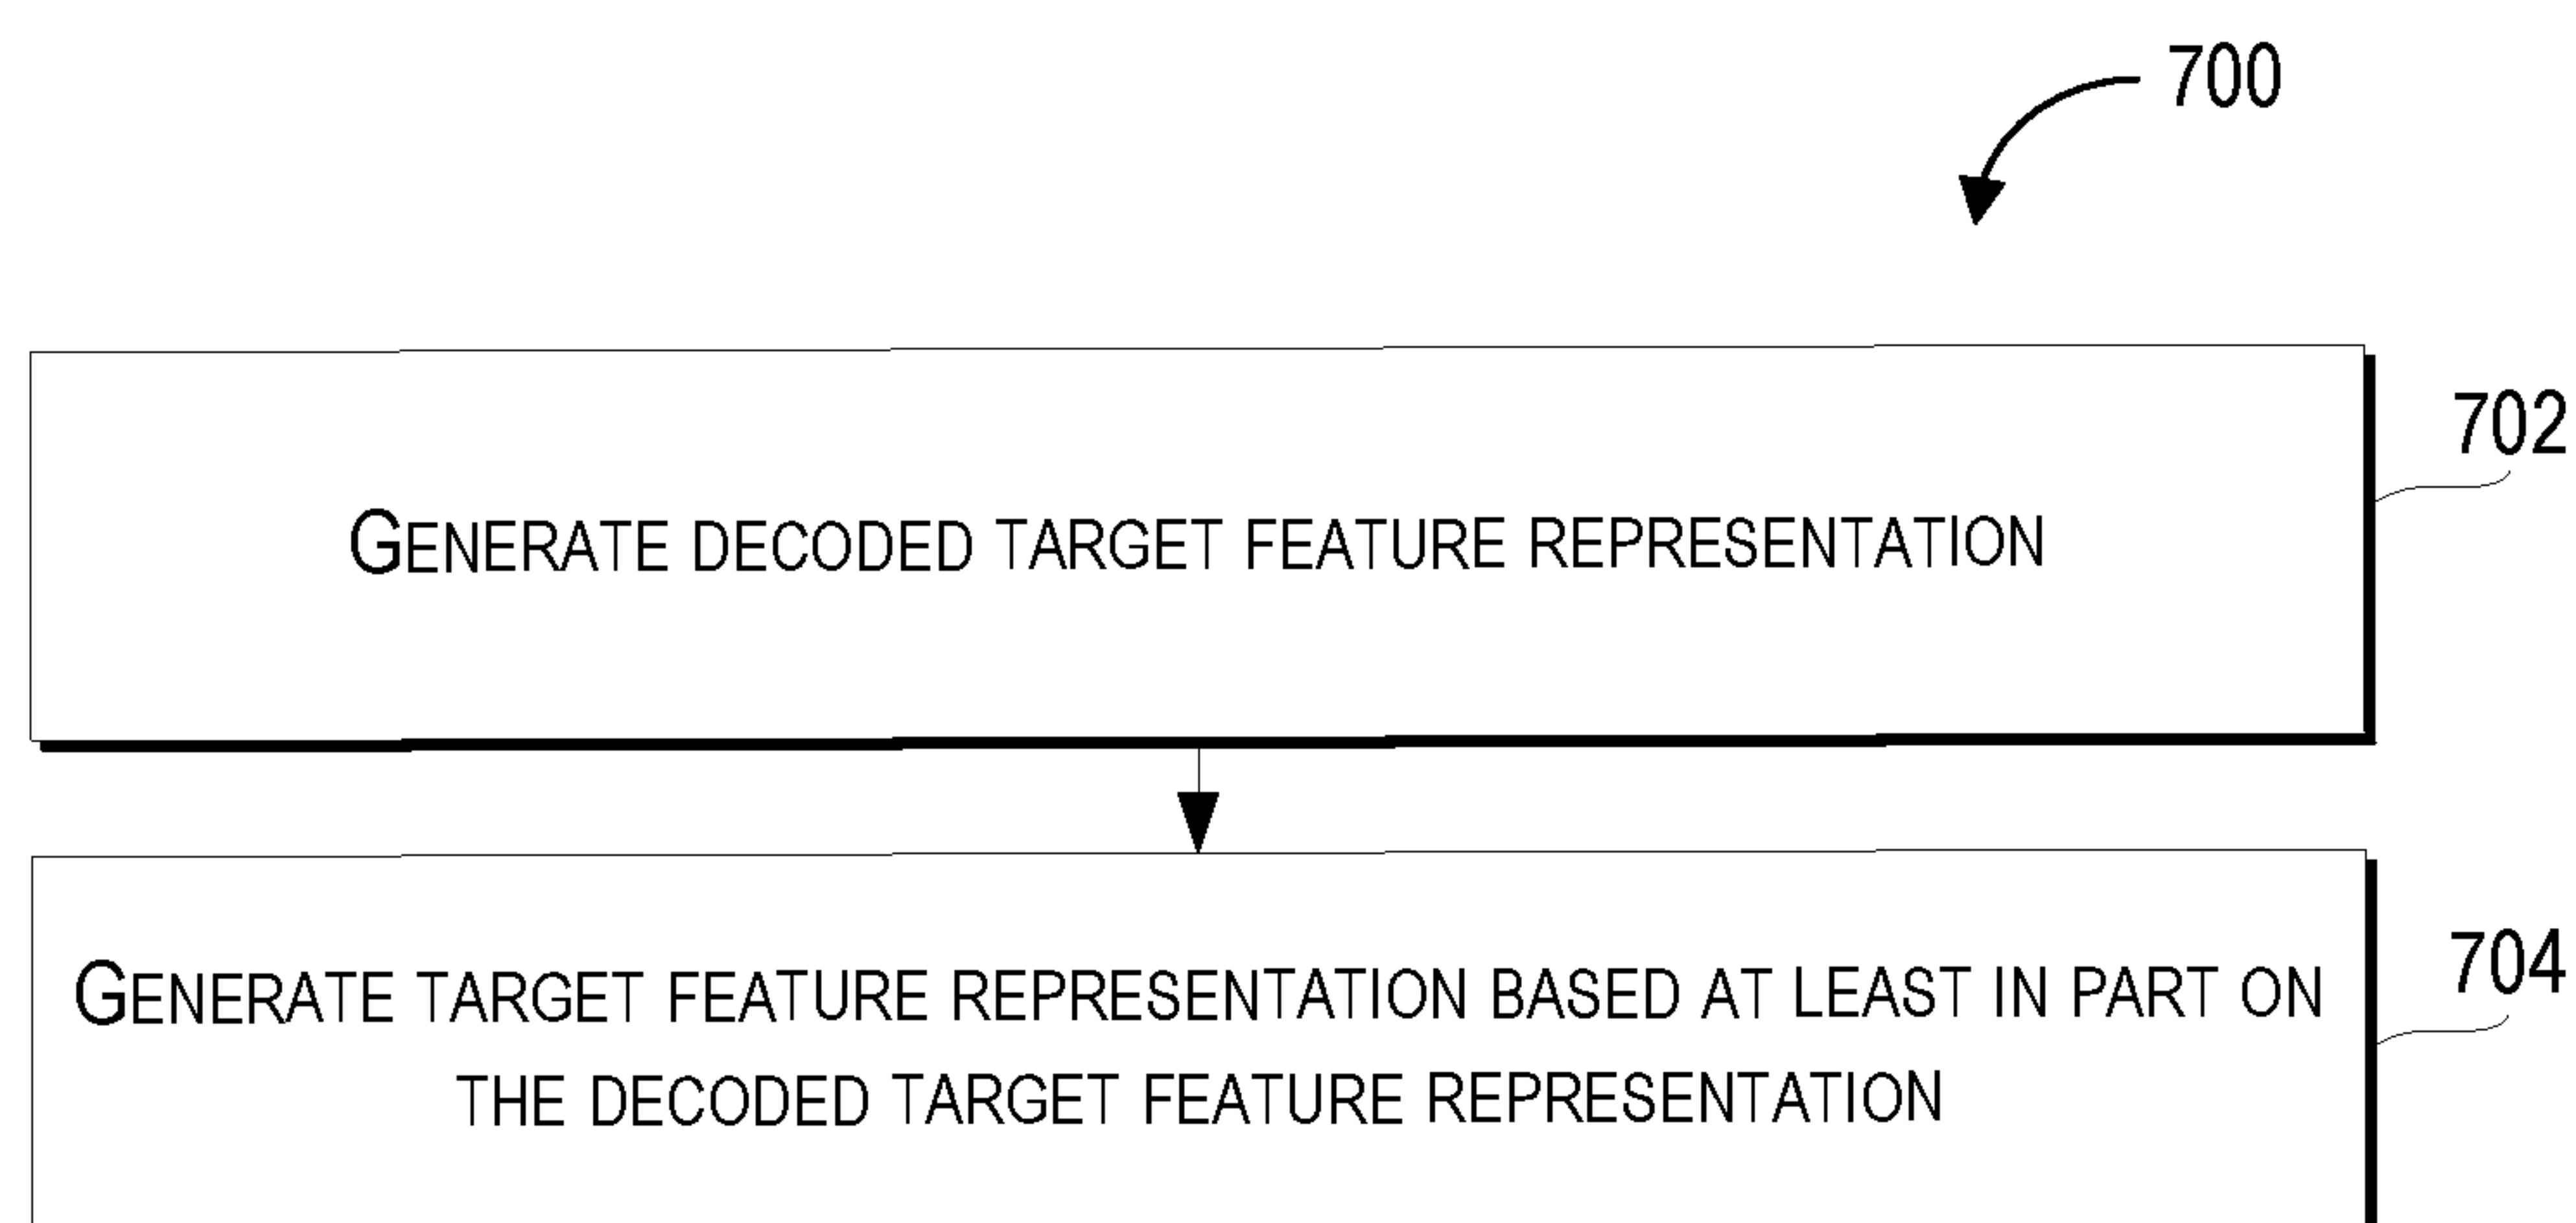 700
702
GENERATE DECODED TARGET FEATURE REPRESENTATION
704
GENERATE TARGET FEATURE REPRESENTATION BASED AT LEAST IN PART ON
THE DECODED TARGET FEATURE REPRESENTATION